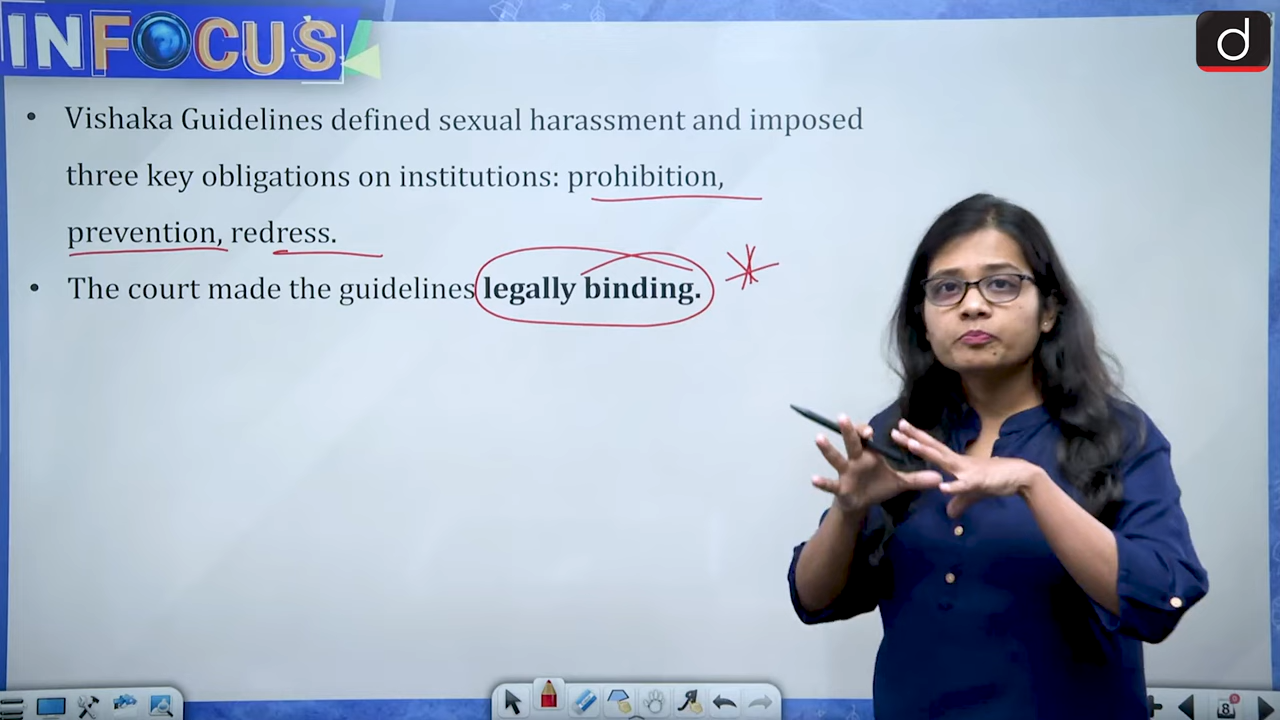 INFOCUS
d
• Vishaka Guidelines defined sexual harassment and imposed
three key obligations on institutions: prohibition,
prevention, redress.
• The court made the guidelines legally binding.
8